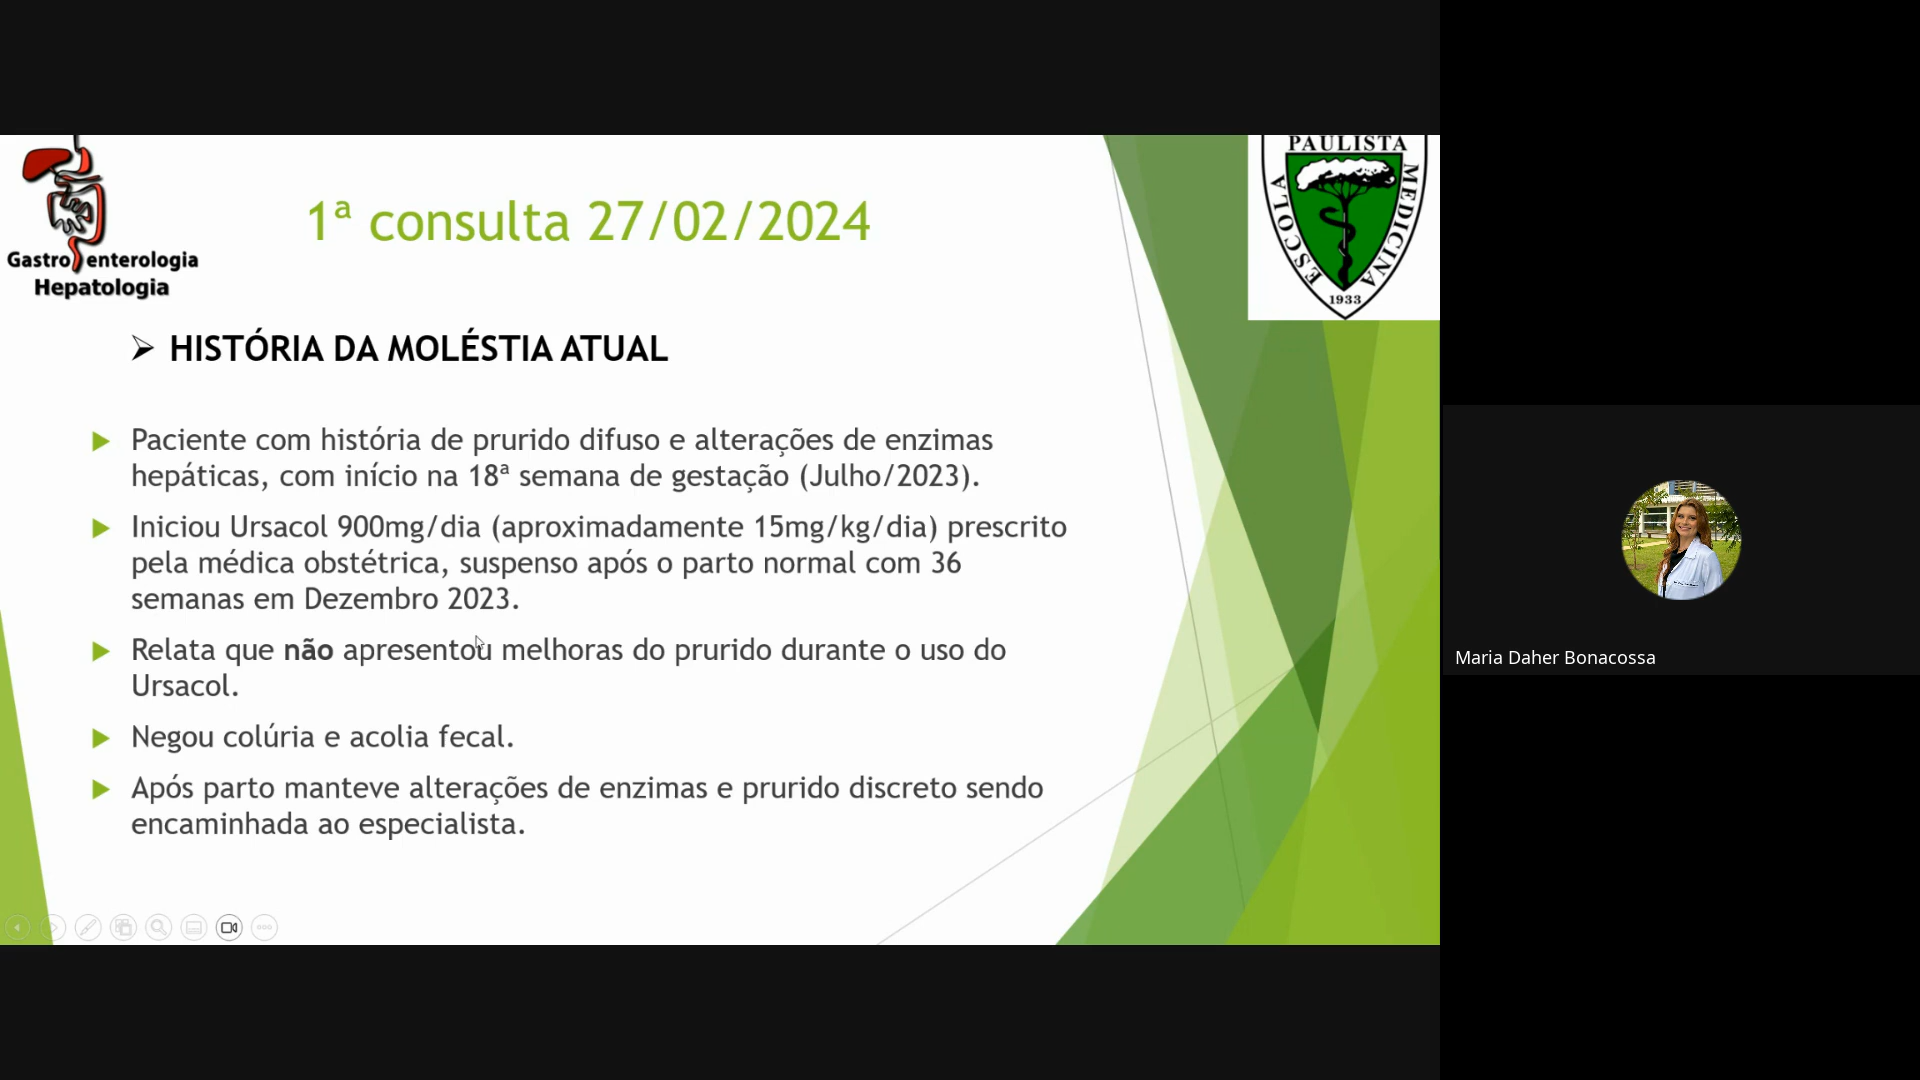 Gastro enterologia
Hepatologia
1ª consulta 27/02/2024
ESCOLA PAULISTA MEDICINA
1933
HISTÓRIA DA MOLÉSTIA ATUAL
Paciente com história de prurido difuso e alterações de enzimas
hepáticas, com início na 18ª semana de gestação (Julho/2023).
Iniciou Ursacol 900mg/dia (aproximadamente 15mg/kg/dia) prescrito
pela médica obstétrica, suspenso após o parto normal com 36
semanas em Dezembro 2023.
Relata que não apresentou melhoras do prurido durante o uso do
Ursacol.
Negou colúria e acolia fecal.
Após parto manteve alterações de enzimas e prurido discreto sendo
encaminhada ao especialista.
Maria Daher Bonacossa